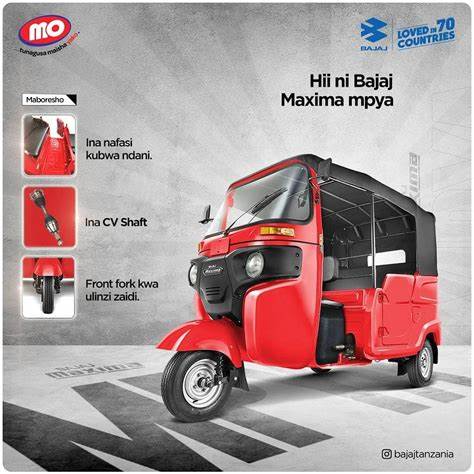 MO
tunagusa maisha yako..
BAJAJ
LOVED IN 70
COUNTRIES
Hii ni Bajaj
Maxima mpya
Maboresho
Ina nafasi
kubwa ndani.
Ina CV Shaft
Front fork kwa
ulinzi zaidi.
maxima
bajajtanzania